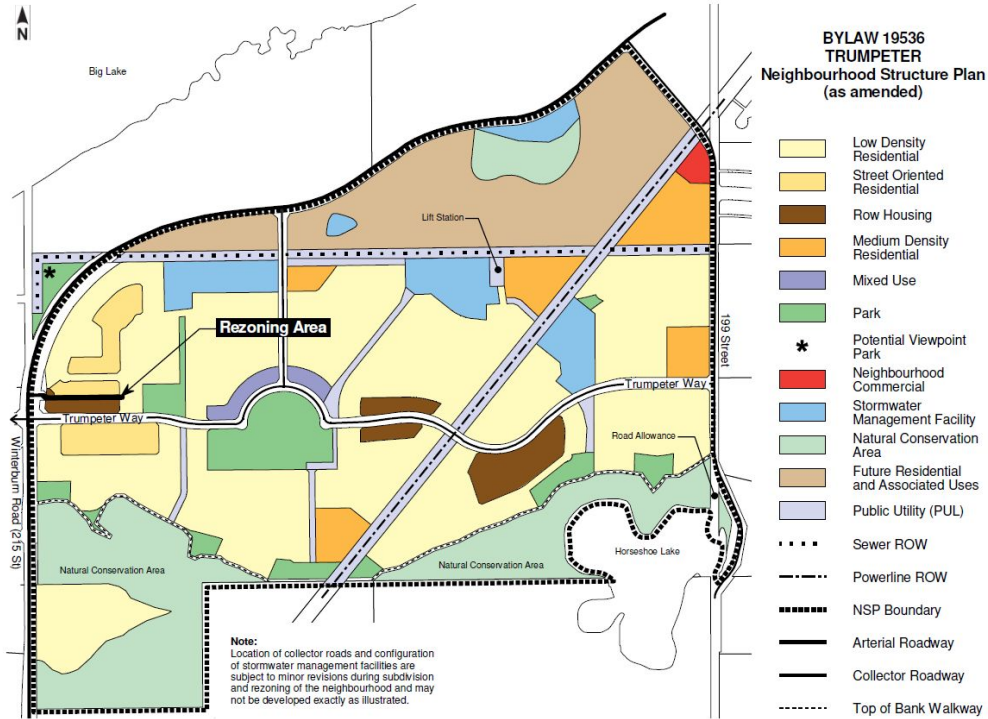 N
Big Lake
Lift Station
Rezoning Area
Trumpeter Way
Trumpeter Way
199 Street
Road Allowance
Winterburn Road (215 St)
Horseshoe Lake
Natural Conservation Area
Natural Conservation Area
Note:
Location of collector roads and configuration
of stormwater management facilities are
subject to minor revisions during subdivision
and rezoning of the neighbourhood and may
not be developed exactly as illustrated.
BYLAW 19536
TRUMPETER
Neighbourhood Structure Plan
(as amended)
Low Density
Residential
Street Oriented
Residential
Row Housing
Medium Density
Residential
Mixed Use
Park
Potential Viewpoint
Park
Neighbourhood
Commercial
Stormwater
Management Facility
Natural Conservation
Area
Future Residential
and Associated Uses
Public Utility (PUL)
Sewer ROW
Powerline ROW
NSP Boundary
Arterial Roadway
Collector Roadway
Top of Bank Walkway